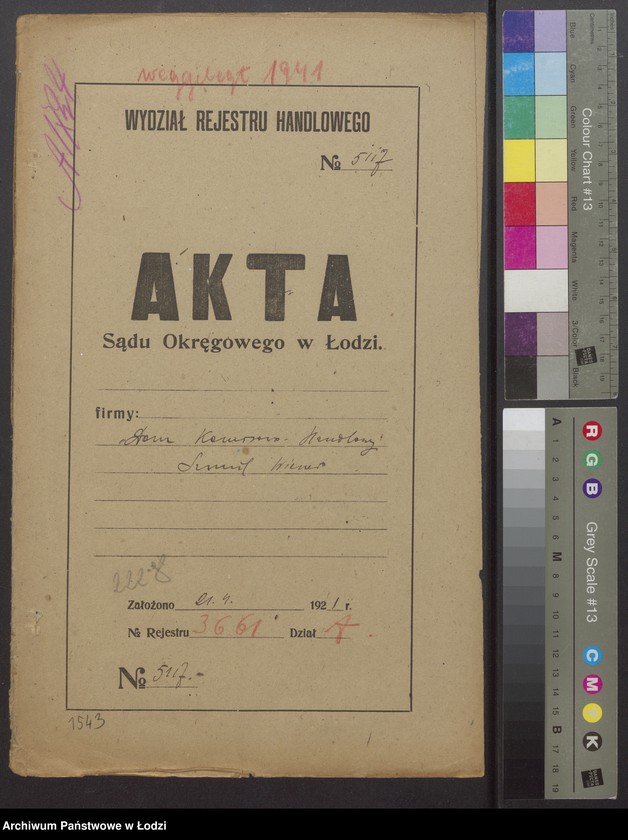 1941
WYDZIAŁ REJESTRU HANDLOWEGO
№ 5117
AKTA
Sądu Okręgowego w Łodzi.
firmy:
"Dom Komisowo-Handlowy"
Szmul Wiener
222.8
Założono 21.4. 1921 r.
№ Rejestru 3661 Dział A.
№ 5117.-
1543
Colour Chart #13
Blue
Cyan
Green
Yellow
Red
Magenta
White
3/Color
Black
Grey Scale #13
R
G
B
C
M
Y
K
A 1 2 3 4 5 6 M 8 9 10 11 12 13 14 15 B 17 18 19
Archiwum Państwowe w Łodzi